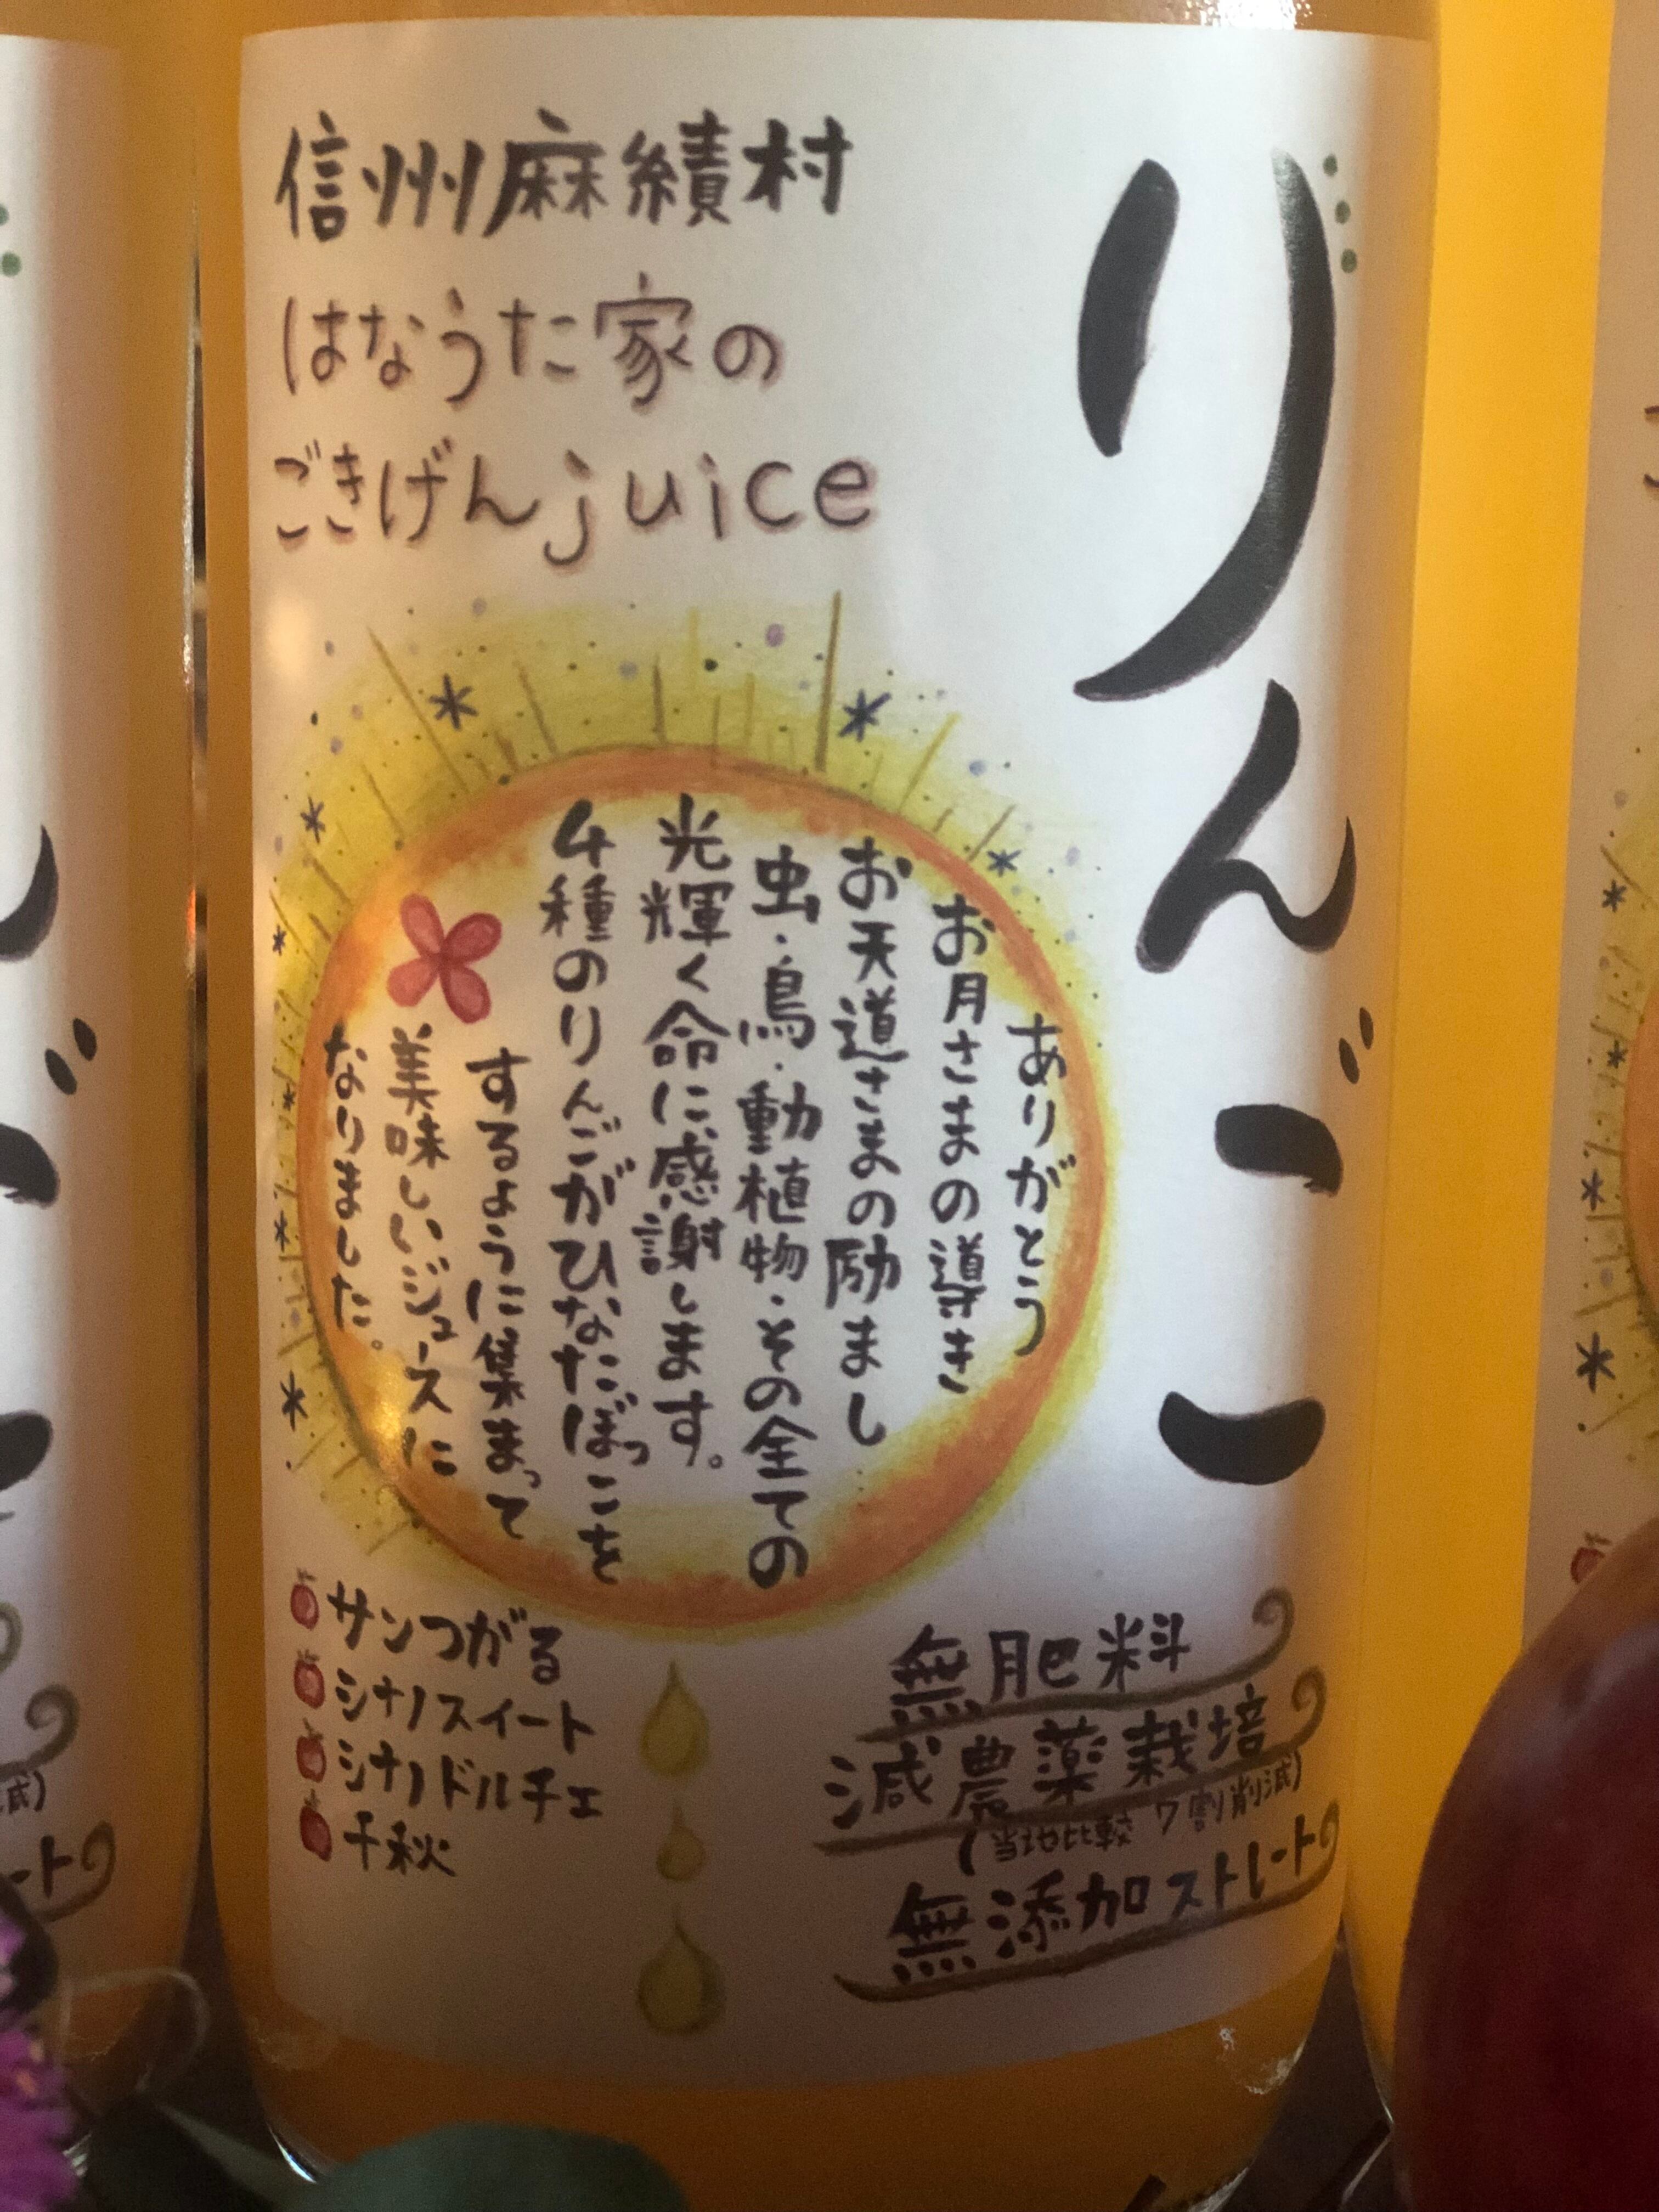 信州麻績村
はなうた家の
ごきげんjuice
りんご
ありがとう
お月さまの導き
お天道さまの励まし
虫・鳥・動植物・その全ての
光輝く命に感謝します。
4種のりんごがひなたぼっこを
するように集まって
美味しいジュースに
なりました。
サンつがる
シナノスイート
シナノドルチェ
千秋
無肥料
減農薬栽培
(当地比較 7割削減)
無添加ストレート